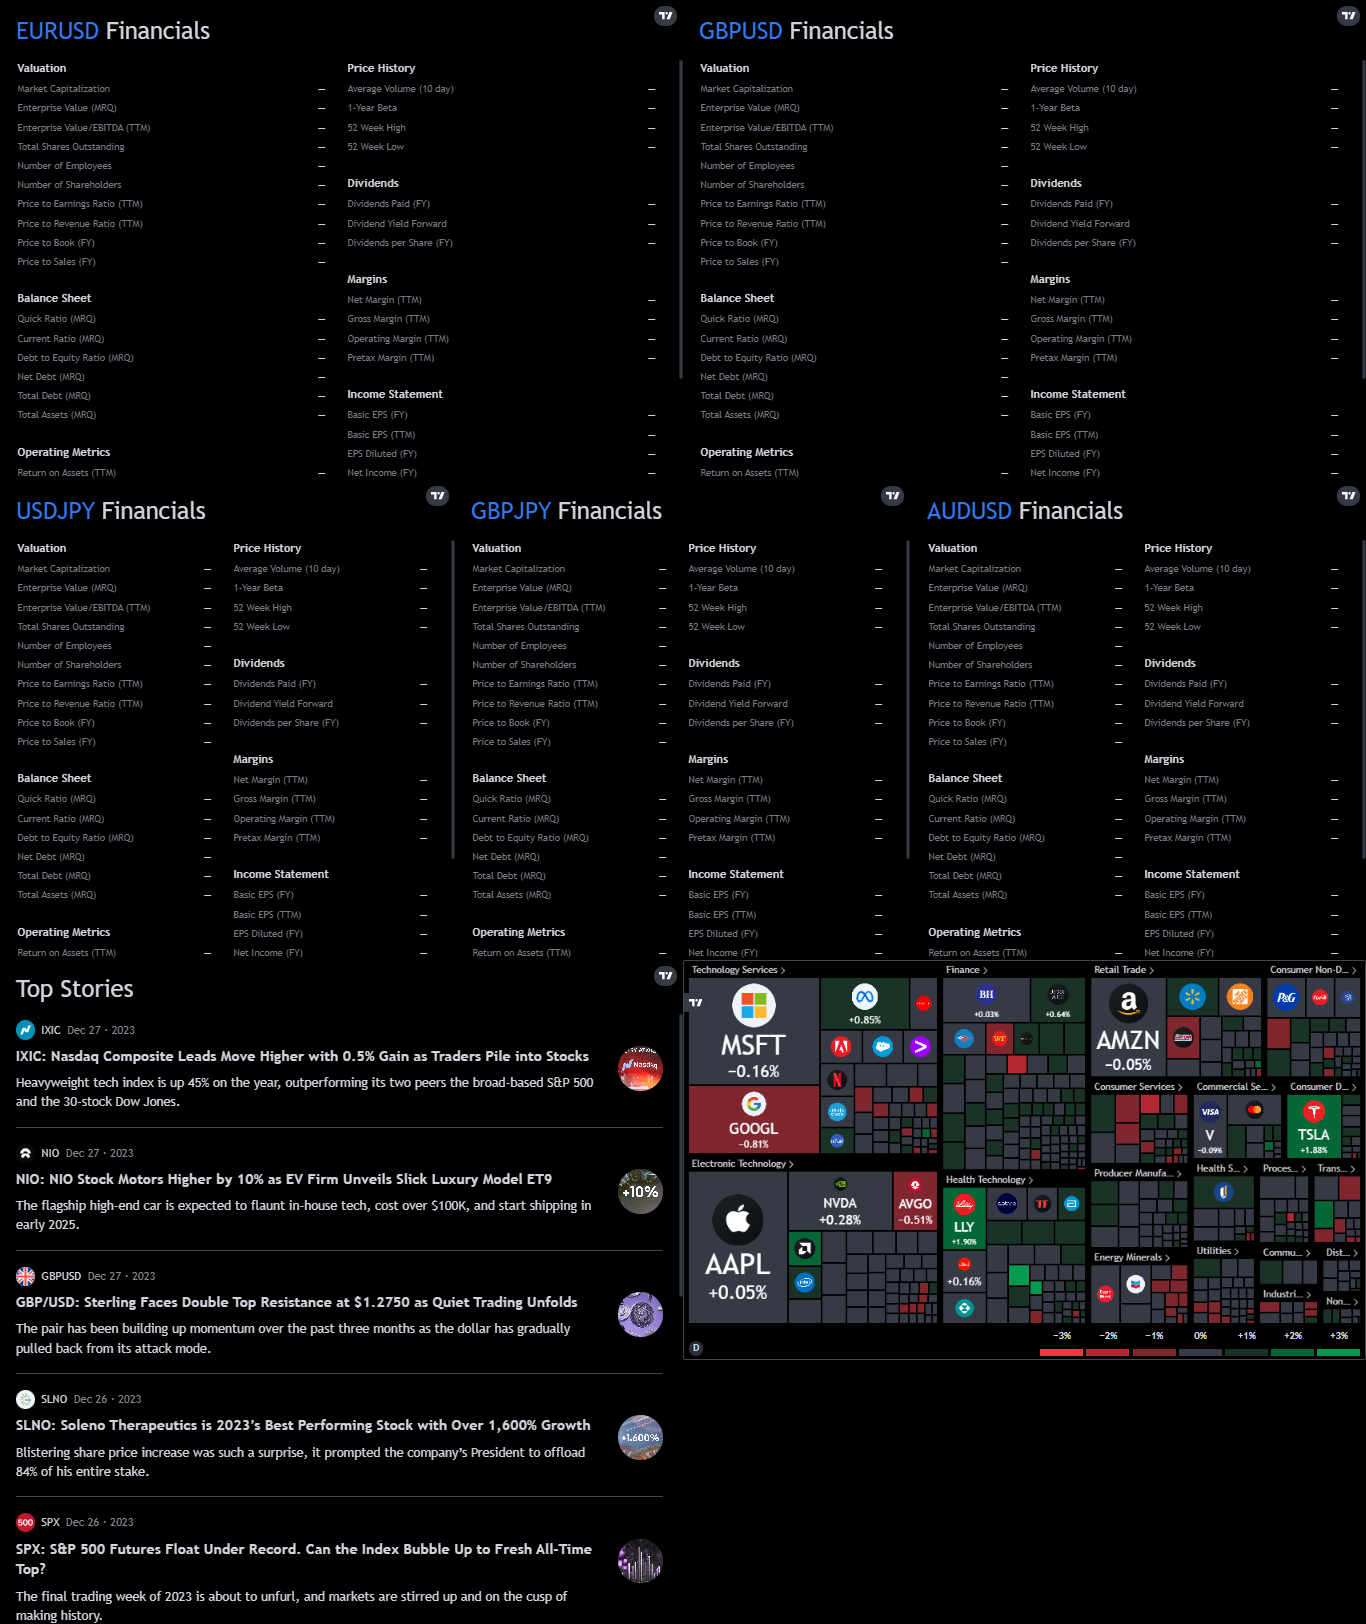 EURUSD Financials
Valuation
Market Capitalization —
Enterprise Value (MRQ) —
Enterprise Value/EBITDA (TTM) —
Total Shares Outstanding —
Number of Employees —
Number of Shareholders —
Price to Earnings Ratio (TTM) —
Price to Revenue Ratio (TTM) —
Price to Book (FY) —
Price to Sales (FY) —
Balance Sheet
Quick Ratio (MRQ) —
Current Ratio (MRQ) —
Debt to Equity Ratio (MRQ) —
Net Debt (MRQ) —
Total Debt (MRQ) —
Total Assets (MRQ) —
Operating Metrics
Return on Assets (TTM) —
Price History
Average Volume (10 day) —
1-Year Beta —
52 Week High —
52 Week Low —
Dividends
Dividends Paid (FY) —
Dividend Yield Forward —
Dividends per Share (FY) —
Margins
Net Margin (TTM) —
Gross Margin (TTM) —
Operating Margin (TTM) —
Pretax Margin (TTM) —
Income Statement
Basic EPS (FY) —
Basic EPS (TTM) —
EPS Diluted (FY) —
Net Income (FY) —
GBPUSD Financials
Valuation
Market Capitalization —
Enterprise Value (MRQ) —
Enterprise Value/EBITDA (TTM) —
Total Shares Outstanding —
Number of Employees —
Number of Shareholders —
Price to Earnings Ratio (TTM) —
Price to Revenue Ratio (TTM) —
Price to Book (FY) —
Price to Sales (FY) —
Balance Sheet
Quick Ratio (MRQ) —
Current Ratio (MRQ) —
Debt to Equity Ratio (MRQ) —
Net Debt (MRQ) —
Total Debt (MRQ) —
Total Assets (MRQ) —
Operating Metrics
Return on Assets (TTM) —
Price History
Average Volume (10 day) —
1-Year Beta —
52 Week High —
52 Week Low —
Dividends
Dividends Paid (FY) —
Dividend Yield Forward —
Dividends per Share (FY) —
Margins
Net Margin (TTM) —
Gross Margin (TTM) —
Operating Margin (TTM) —
Pretax Margin (TTM) —
Income Statement
Basic EPS (FY) —
Basic EPS (TTM) —
EPS Diluted (FY) —
Net Income (FY) —
USDJPY Financials
Valuation
Market Capitalization —
Enterprise Value (MRQ) —
Enterprise Value/EBITDA (TTM) —
Total Shares Outstanding —
Number of Employees —
Number of Shareholders —
Price to Earnings Ratio (TTM) —
Price to Revenue Ratio (TTM) —
Price to Book (FY) —
Price to Sales (FY) —
Balance Sheet
Quick Ratio (MRQ) —
Current Ratio (MRQ) —
Debt to Equity Ratio (MRQ) —
Net Debt (MRQ) —
Total Debt (MRQ) —
Total Assets (MRQ) —
Operating Metrics
Return on Assets (TTM) —
Price History
Average Volume (10 day) —
1-Year Beta —
52 Week High —
52 Week Low —
Dividends
Dividends Paid (FY) —
Dividend Yield Forward —
Dividends per Share (FY) —
Margins
Net Margin (TTM) —
Gross Margin (TTM) —
Operating Margin (TTM) —
Pretax Margin (TTM) —
Income Statement
Basic EPS (FY) —
Basic EPS (TTM) —
EPS Diluted (FY) —
Net Income (FY) —
GBPJPY Financials
Valuation
Market Capitalization —
Enterprise Value (MRQ) —
Enterprise Value/EBITDA (TTM) —
Total Shares Outstanding —
Number of Employees —
Number of Shareholders —
Price to Earnings Ratio (TTM) —
Price to Revenue Ratio (TTM) —
Price to Book (FY) —
Price to Sales (FY) —
Balance Sheet
Quick Ratio (MRQ) —
Current Ratio (MRQ) —
Debt to Equity Ratio (MRQ) —
Net Debt (MRQ) —
Total Debt (MRQ) —
Total Assets (MRQ) —
Operating Metrics
Return on Assets (TTM) —
Price History
Average Volume (10 day) —
1-Year Beta —
52 Week High —
52 Week Low —
Dividends
Dividends Paid (FY) —
Dividend Yield Forward —
Dividends per Share (FY) —
Margins
Net Margin (TTM) —
Gross Margin (TTM) —
Operating Margin (TTM) —
Pretax Margin (TTM) —
Income Statement
Basic EPS (FY) —
Basic EPS (TTM) —
EPS Diluted (FY) —
Net Income (FY) —
AUDUSD Financials
Valuation
Market Capitalization —
Enterprise Value (MRQ) —
Enterprise Value/EBITDA (TTM) —
Total Shares Outstanding —
Number of Employees —
Number of Shareholders —
Price to Earnings Ratio (TTM) —
Price to Revenue Ratio (TTM) —
Price to Book (FY) —
Price to Sales (FY) —
Balance Sheet
Quick Ratio (MRQ) —
Current Ratio (MRQ) —
Debt to Equity Ratio (MRQ) —
Net Debt (MRQ) —
Total Debt (MRQ) —
Total Assets (MRQ) —
Operating Metrics
Return on Assets (TTM) —
Price History
Average Volume (10 day) —
1-Year Beta —
52 Week High —
52 Week Low —
Dividends
Dividends Paid (FY) —
Dividend Yield Forward —
Dividends per Share (FY) —
Margins
Net Margin (TTM) —
Gross Margin (TTM) —
Operating Margin (TTM) —
Pretax Margin (TTM) —
Income Statement
Basic EPS (FY) —
Basic EPS (TTM) —
EPS Diluted (FY) —
Net Income (FY) —
Top Stories
IXIC Dec 27 · 2023
IXIC: Nasdaq Composite Leads Move Higher with 0.5% Gain as Traders Pile into Stocks
Heavyweight tech index is up 45% on the year, outperforming its two peers the broad-based S&P 500
and the 30-stock Dow Jones.
Nasdaq
NIO Dec 27 · 2023
NIO: NIO Stock Motors Higher by 10% as EV Firm Unveils Slick Luxury Model ET9
The flagship high-end car is expected to flaunt in-house tech, cost over $100K, and start shipping in
early 2025.
+10%
GBPUSD Dec 27 · 2023
GBP/USD: Sterling Faces Double Top Resistance at $1.2750 as Quiet Trading Unfolds
The pair has been building up momentum over the past three months as the dollar has gradually
pulled back from its attack mode.
SLNO Dec 26 · 2023
SLNO: Soleno Therapeutics is 2023's Best Performing Stock with Over 1,600% Growth
Blistering share price increase was such a surprise, it prompted the company's President to offload
84% of his entire stake.
+1,600%
500 SPX Dec 26 · 2023
SPX: S&P 500 Futures Float Under Record. Can the Index Bubble Up to Fresh All-Time
Top?
The final trading week of 2023 is about to unfurl, and markets are stirred up and on the cusp of
making history.
Technology Services
MSFT
−0.16%
+0.85%
GOOGL
−0.81%
Electronic Technology
AAPL
+0.05%
NVDA
+0.28%
AVGO
−0.51%
intel
Finance
BH
+0.03%
+0.64%
WF
Health Technology
Lilly
LLY
+1.90%
+0.16%
TF
Retail Trade
AMZN
−0.05%
Consumer Non-D...
P&G
Consumer Services
Commercial Se...
VISA
V
−0.09%
Consumer D...
TSLA
+1.88%
Producer Manufa...
Health S...
Proces...
Trans...
Energy Minerals
Utilities
Commu...
Dist...
Industri...
Non...
D
−3%
−2%
−1%
0%
+1%
+2%
+3%